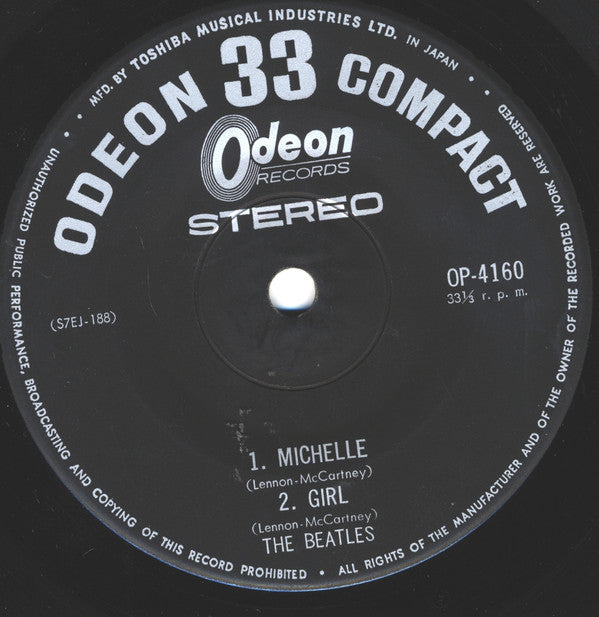 • MFD. BY TOSHIBA MUSICAL INDUSTRIES LTD. IN JAPAN •
ODEON 33 COMPACT
Odeon
RECORDS
STEREO
OP-4160
33⅓ r. p. m.
(S7EJ-188)
1. MICHELLE
(Lennon-McCartney)
2. GIRL
(Lennon-McCartney)
THE BEATLES
• UNAUTHORIZED PUBLIC PERFORMANCE, BROADCASTING AND COPYING OF THIS RECORD PROHIBITED • ALL RIGHTS OF THE MANUFACTURER AND OF THE OWNER OF THE RECORDED WORK ARE RESERVED •